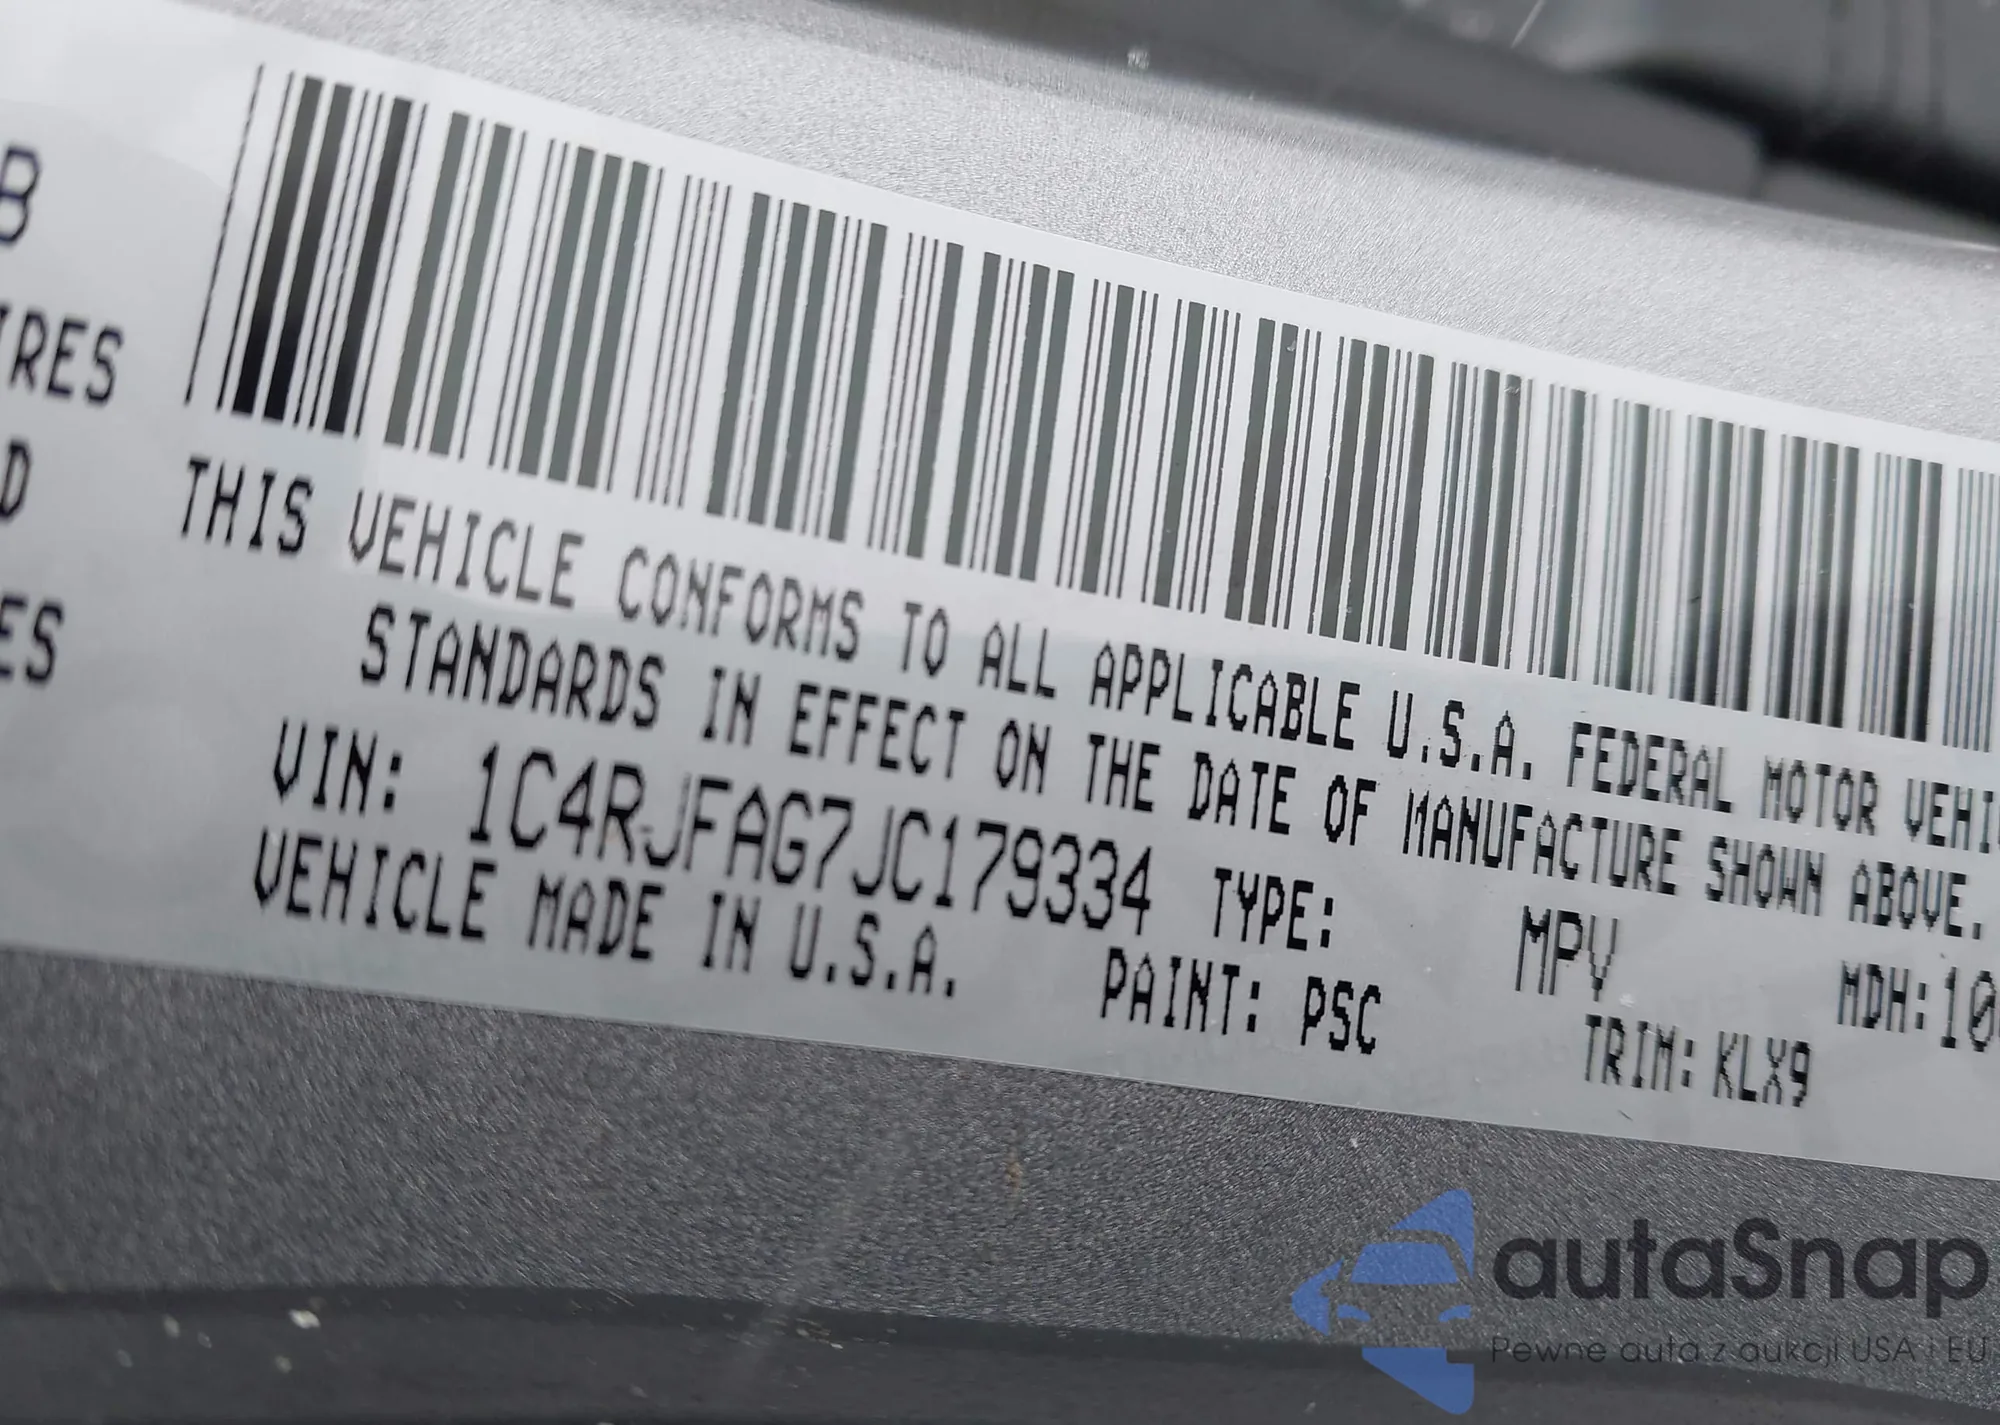 B
IRES
D
ES
THIS VEHICLE CONFORMS TO ALL APPLICABLE U.S.A. FEDERAL MOTOR VEHI
STANDARDS IN EFFECT ON THE DATE OF MANUFACTURE SHOWN ABOVE.
VIN: 1C4RJFAG7JC179334 TYPE: MPV MDH:10
VEHICLE MADE IN U.S.A. PAINT: PSC TRIM: KLX9
autaSnap
Pewne auta z aukcji USA i EU